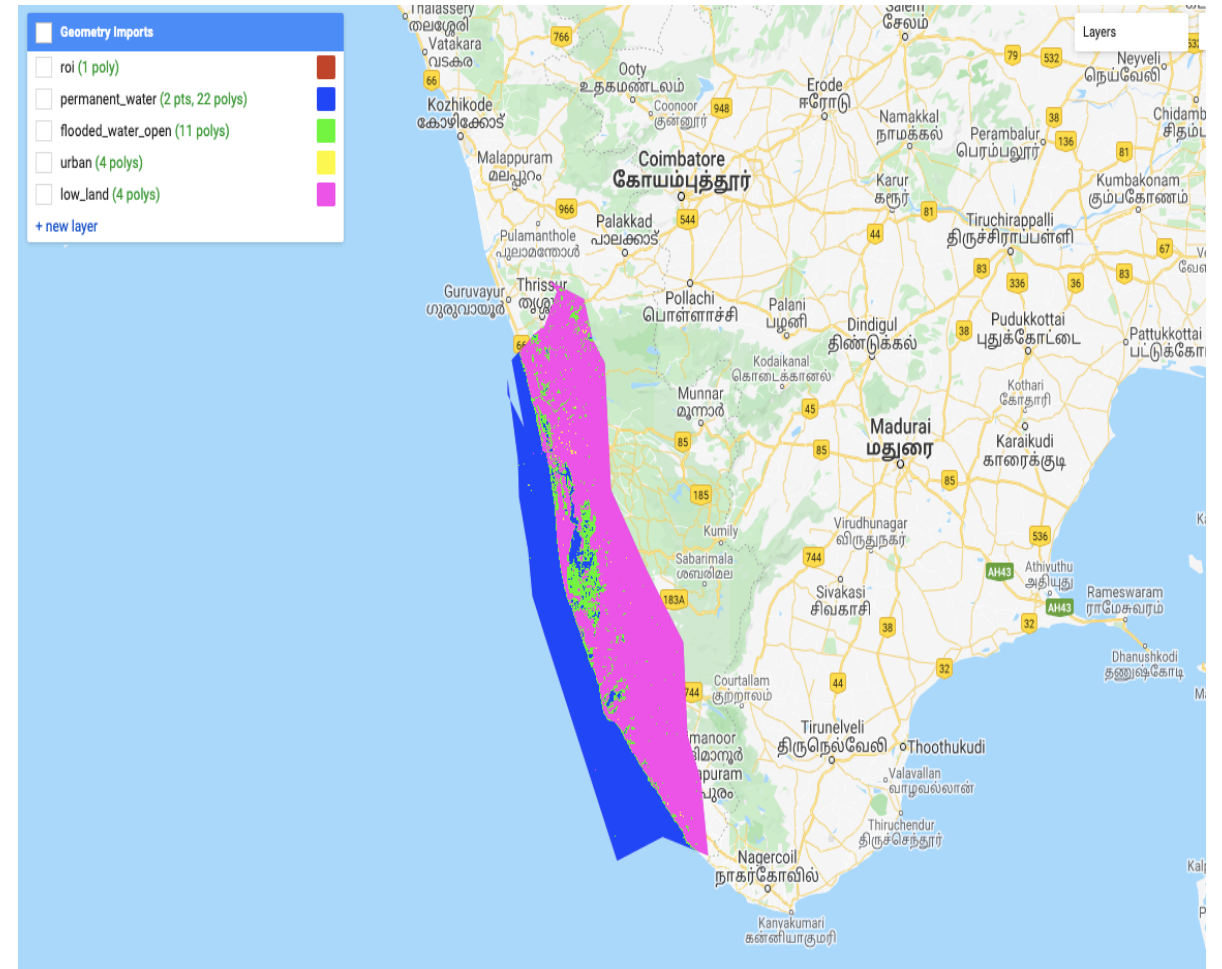 Geometry Imports
roi (1 poly)
permanent_water (2 pts, 22 polys)
flooded_water_open (11 polys)
urban (4 polys)
low_land (4 polys)
+ new layer
Layers
Thalassery
തലശ്ശേരി
Vatakara
വടകര
766
66
Kozhikode
കോഴിക്കോട്
Ooty
உதகமண்டலம்
Coonoor
குன்னூர்
948
Salem
சேலம்
Erode
ஈரோடு
Namakkal
நாமக்கல்
79
532
Neyveli
நெய்வேலி
38
136
Perambalur
பெரம்பலூர்
81
Malappuram
മലപ്പുറം
Coimbatore
கோயம்புத்தூர்
Karur
கரூர்
81
Kumbakonam
கும்பகோணம்
966
Palakkad
പാലക്കാട്
544
44
Tiruchirappalli
திருச்சிராப்பள்ளி
67
Pulamanthole
പുലാമന്തോൾ
83
336
36
83
Guruvayur
ഗുരുവായൂർ
Thrissur
Pollachi
பொள்ளாச்சி
Palani
பழனி
Dindigul
திண்டுக்கல்
38
Pudukkottai
புதுக்கோட்டை
Pattukkottai
66
Kodaikanal
கொடைக்கானல்
Munnar
മൂന്നാർ
45
Kothari
கோதாரி
85
85
Madurai
மதுரை
Karaikudi
காரைக்குடி
85
185
Kumily
Virudhunagar
விருதுநகர்
536
744
Sabarimala
ശബരിമല
AH43
Athivuthu
அதியுது
183A
Sivakasi
சிவகாசி
AH43
Rameswaram
ராமேசுவரம்
38
32
Dhanushkodi
தனுஷ்கோடி
32
744
Courtallam
குற்றாலம்
44
Tirunelveli
திருநெல்வேலி
Thoothukudi
Valavallan
வாழவல்லான்
Thiruchendur
திருச்செந்தூர்
Nagercoil
நாகர்கோவில்
Kanyakumari
கன்னியாகுமரி